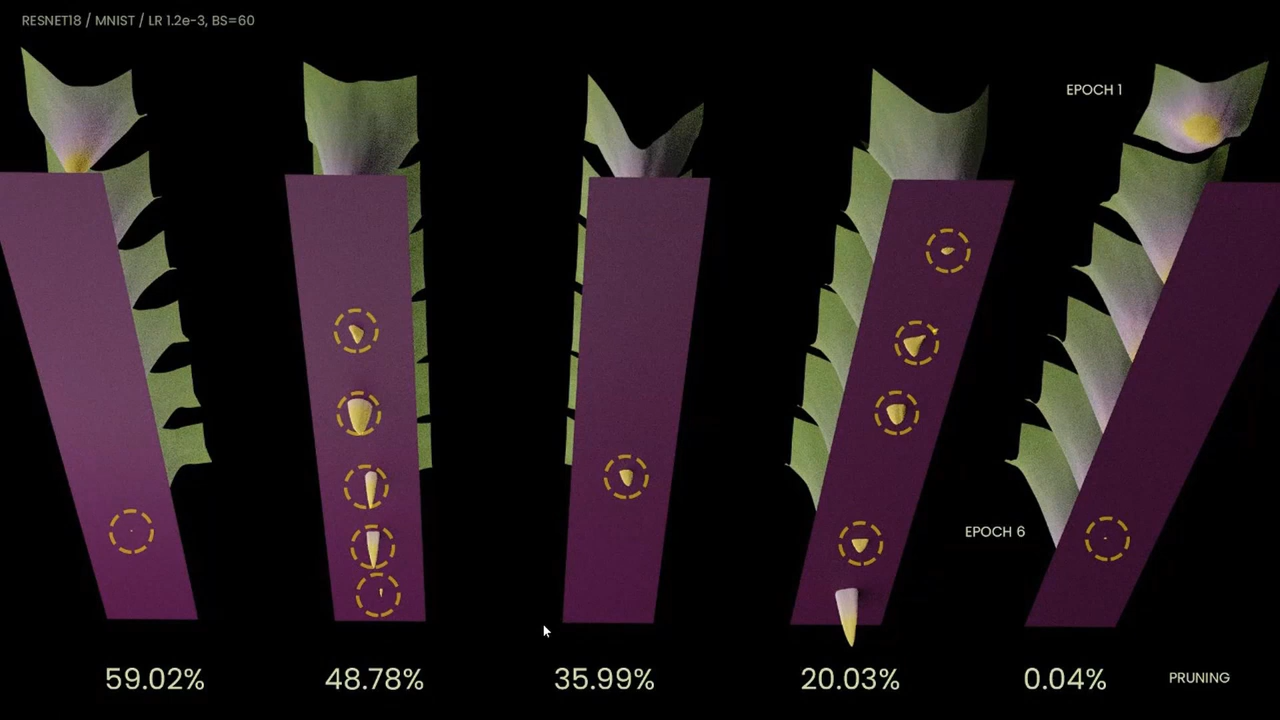 RESNET18 / MNIST / LR 1.2e-3, BS=60
EPOCH 1
EPOCH 6
59.02%
48.78%
35.99%
20.03%
0.04%
PRUNING